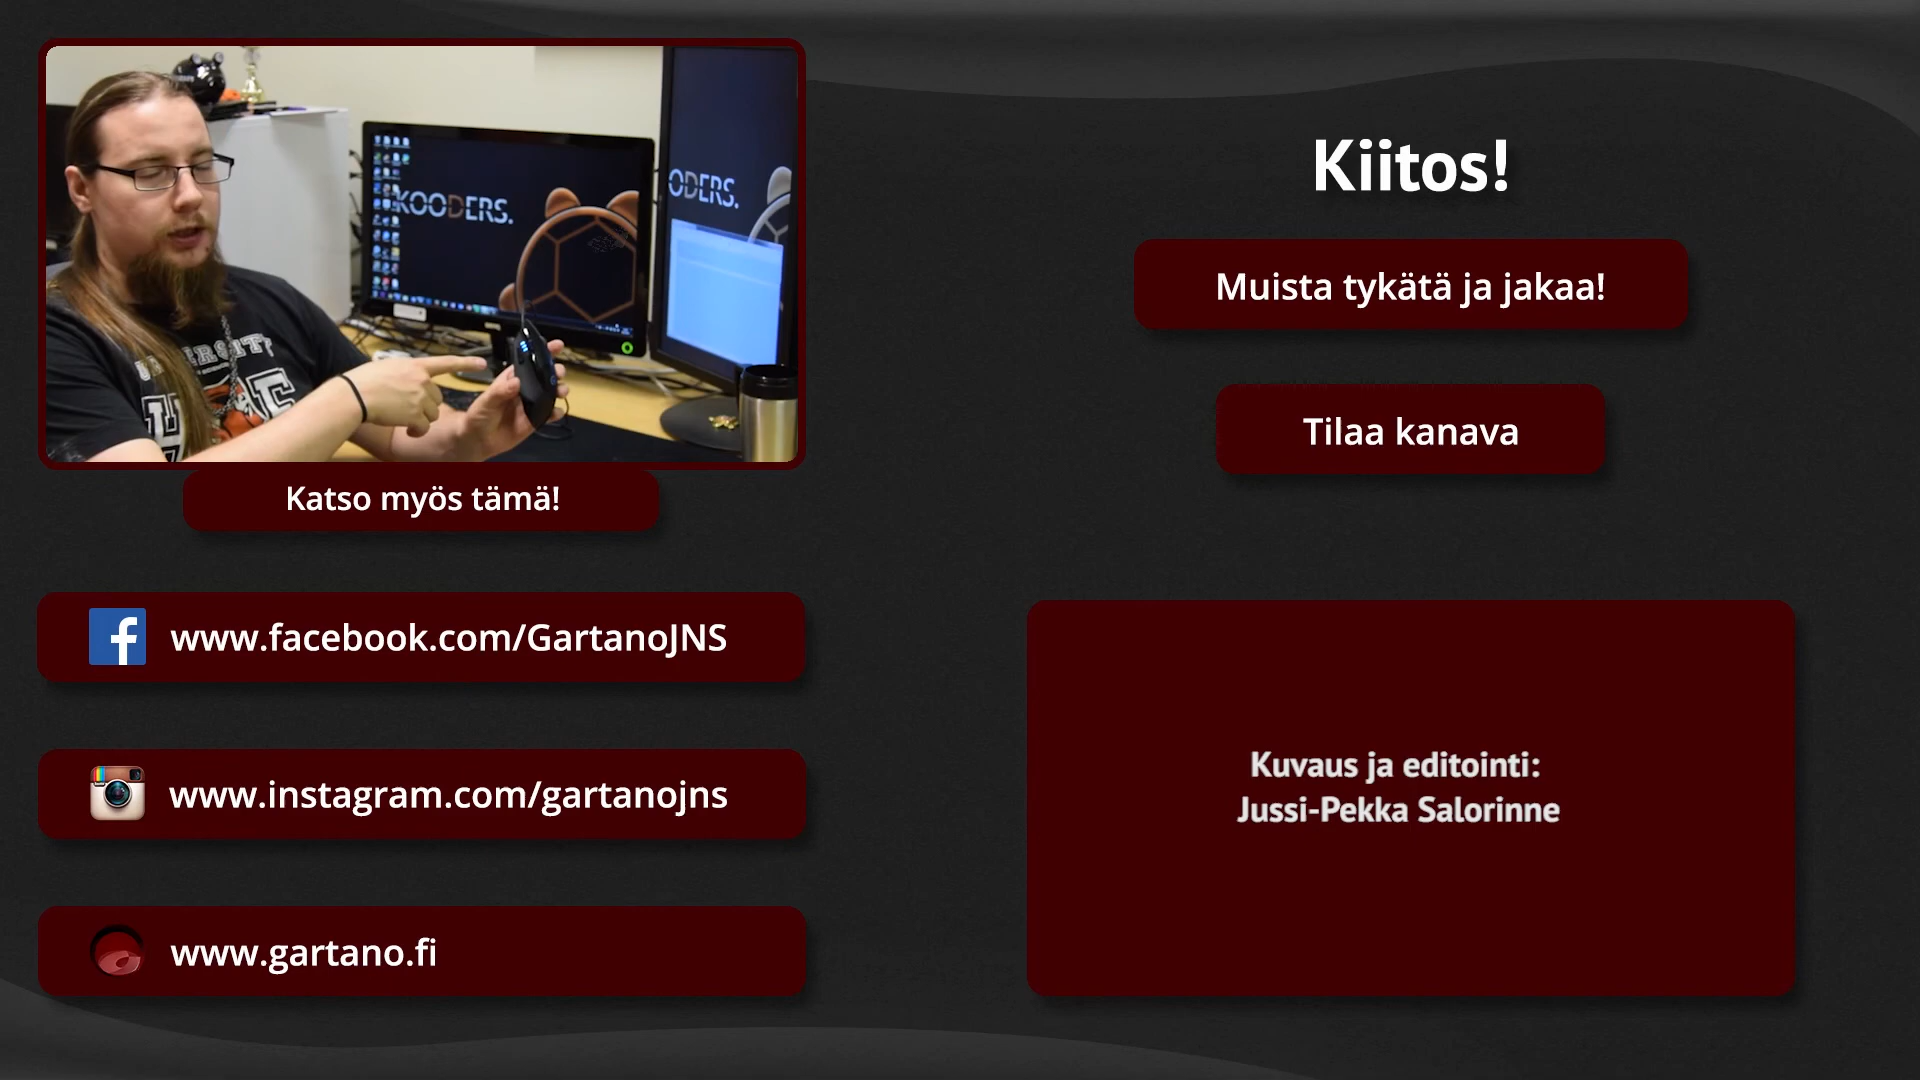 KOODERS.
ODERS.
UNIVERSITY
Katso myös tämä!
www.facebook.com/GartanoJNS
www.instagram.com/gartanojns
www.gartano.fi
Kiitos!
Muista tykätä ja jakaa!
Tilaa kanava
Kuvaus ja editointi:
Jussi-Pekka Salorinne